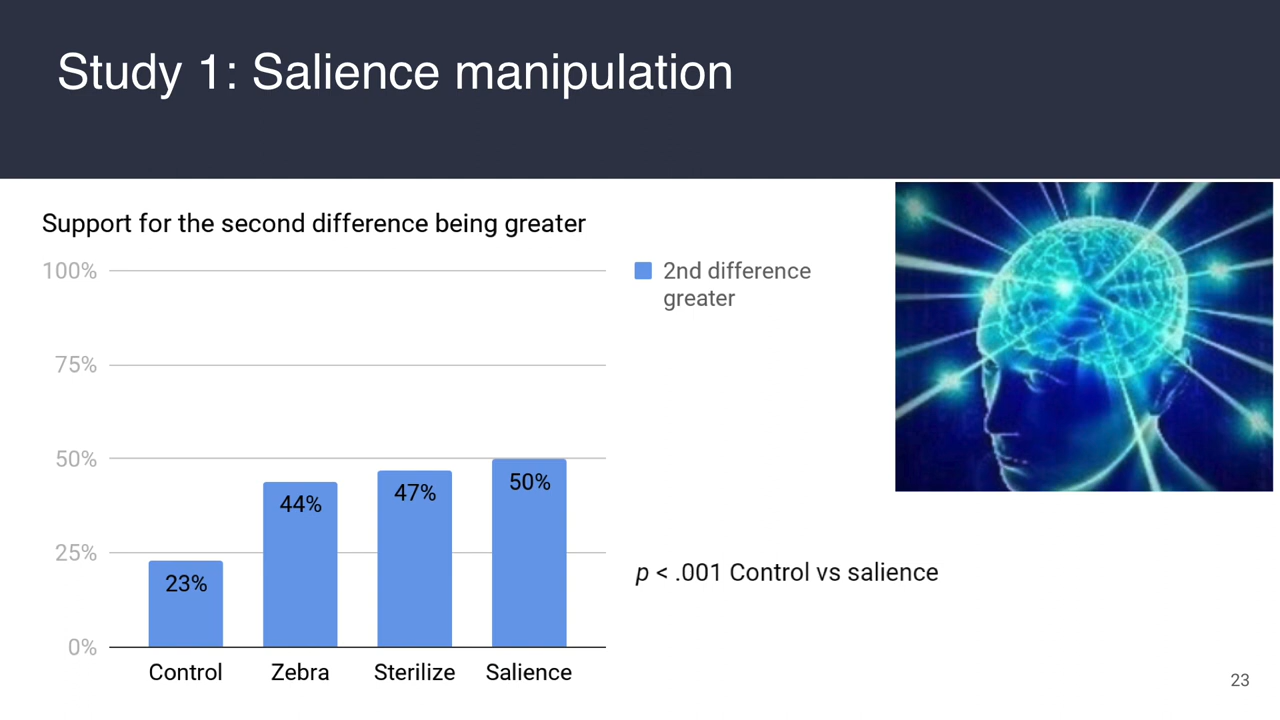 Study 1: Salience manipulation
Support for the second difference being greater
100%
75%
50%
25%
0%
23%
44%
47%
50%
Control
Zebra
Sterilize
Salience
2nd difference
greater
p < .001 Control vs salience
23